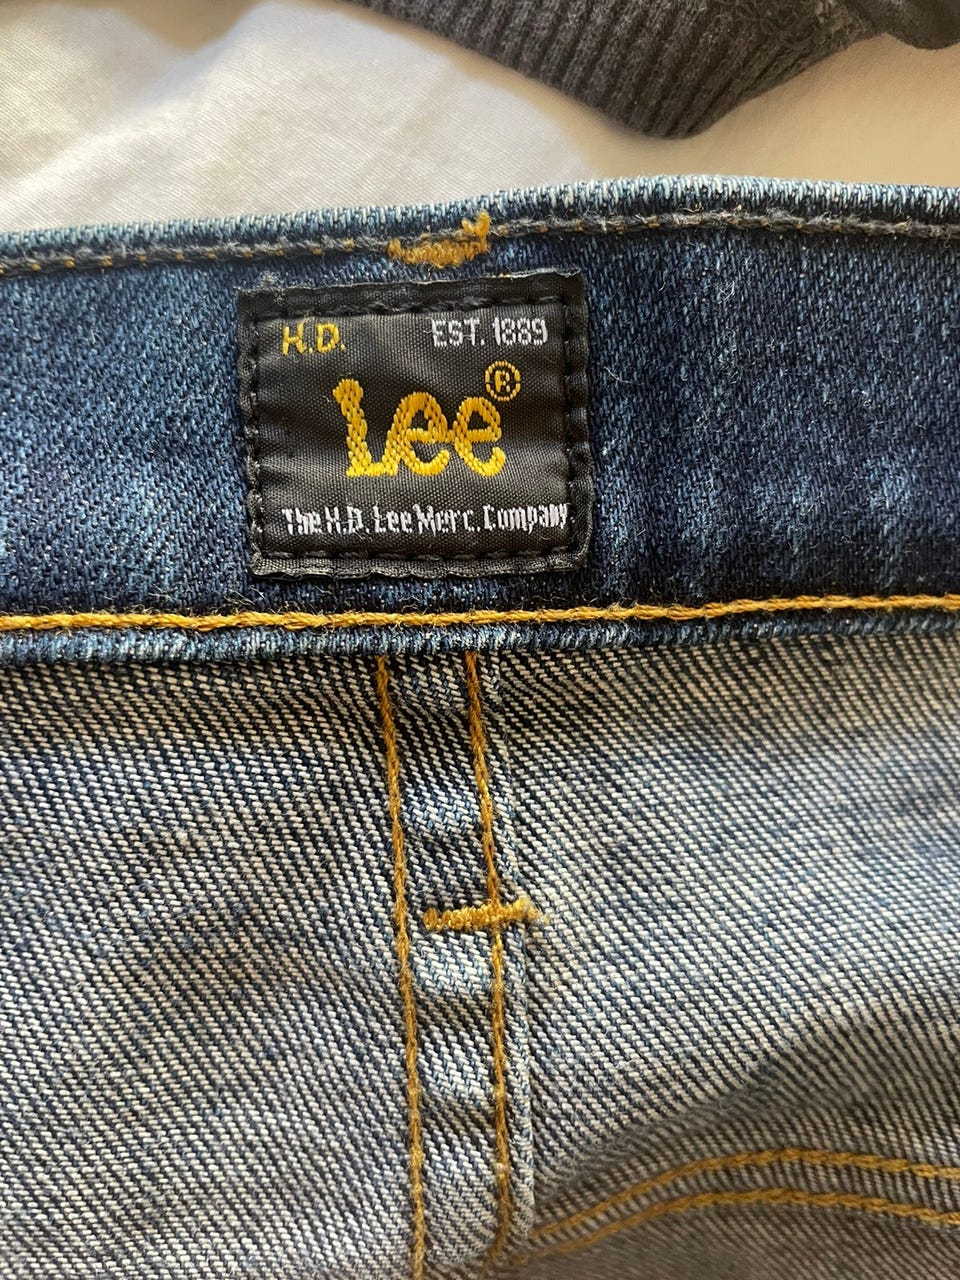 H.D. EST. 1889
Lee®
The H.D. Lee Merc. Company